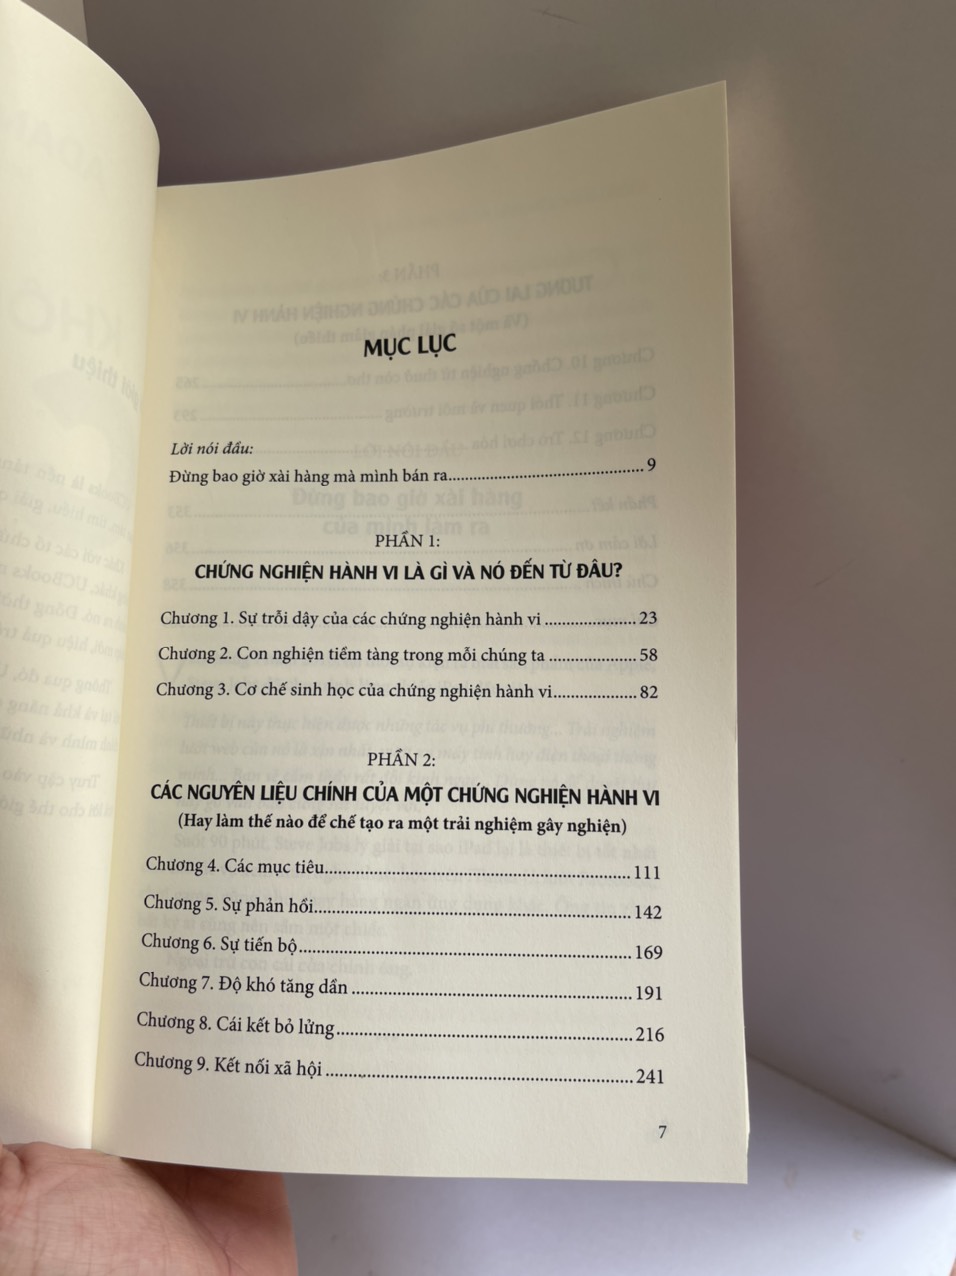 MỤC LỤC
Lời nói đầu:
Đừng bao giờ xài hàng mà mình bán ra........................................9
PHẦN 1:
CHỨNG NGHIỆN HÀNH VI LÀ GÌ VÀ NÓ ĐẾN TỪ ĐÂU?
Chương 1. Sự trỗi dậy của các chứng nghiện hành vi .....................23
Chương 2. Con nghiện tiềm tàng trong mỗi chúng ta ....................58
Chương 3. Cơ chế sinh học của chứng nghiện hành vi...................82
PHẦN 2:
CÁC NGUYÊN LIỆU CHÍNH CỦA MỘT CHỨNG NGHIỆN HÀNH VI
(Hay làm thế nào để chế tạo ra một trải nghiệm gây nghiện)
Chương 4. Các mục tiêu......................................................................111
Chương 5. Sự phản hồi........................................................................142
Chương 6. Sự tiến bộ...........................................................................169
Chương 7. Độ khó tăng dần................................................................191
Chương 8. Cái kết bỏ lửng...................................................................216
Chương 9. Kết nối xã hội.....................................................................241
7